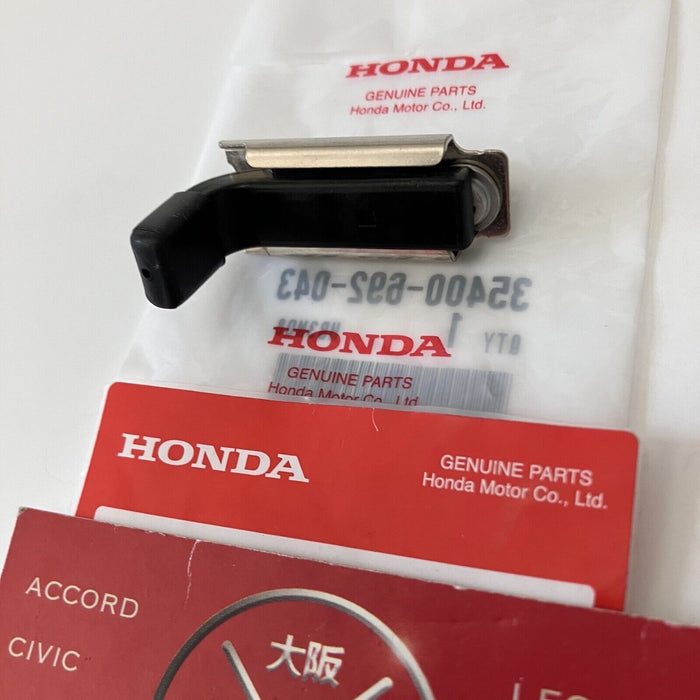 HONDA
GENUINE PARTS
Honda Motor Co., Ltd.
35400-692-043
QTY 1
HONDA
GENUINE PARTS
Honda Motor Co., Ltd
HONDA
GENUINE PARTS
Honda Motor Co., Ltd.
ACCORD
CIVIC
大阪